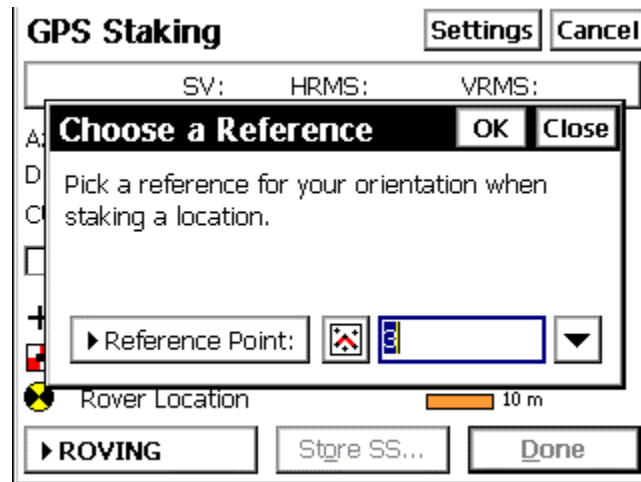 GPS Staking Settings Cancel
SV: HRMS: VRMS:
Choose a Reference OK Close
Pick a reference for your orientation when
staking a location.
Reference Point: 3
Rover Location 10 m
ROVING Store SS... Done